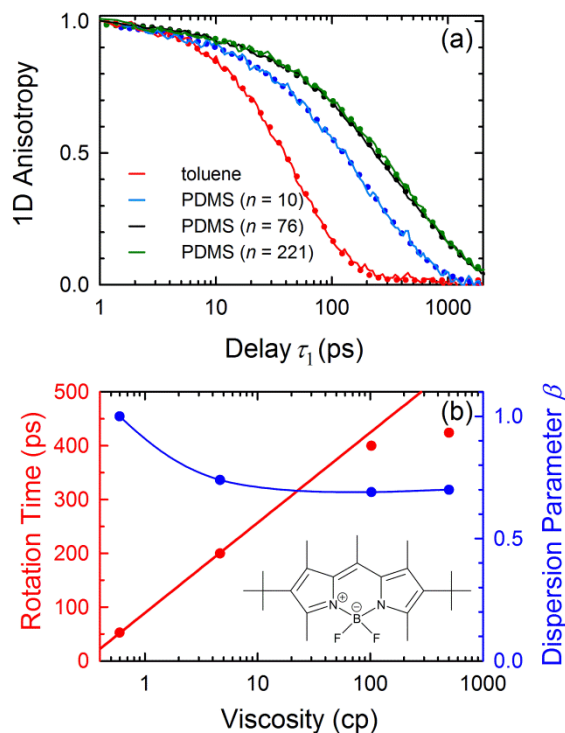 (a)
1.0
0.5
0.0
1D Anisotropy
toluene
PDMS (n = 10)
PDMS (n = 76)
PDMS (n = 221)
1 10 100 1000
Delay τ1 (ps)
(b)
500
400
300
200
100
50
0
Rotation Time (ps)
1.0
0.5
0.0
Dispersion Parameter β
N + N
B −
F F
1 10 100 1000
Viscosity (cp)